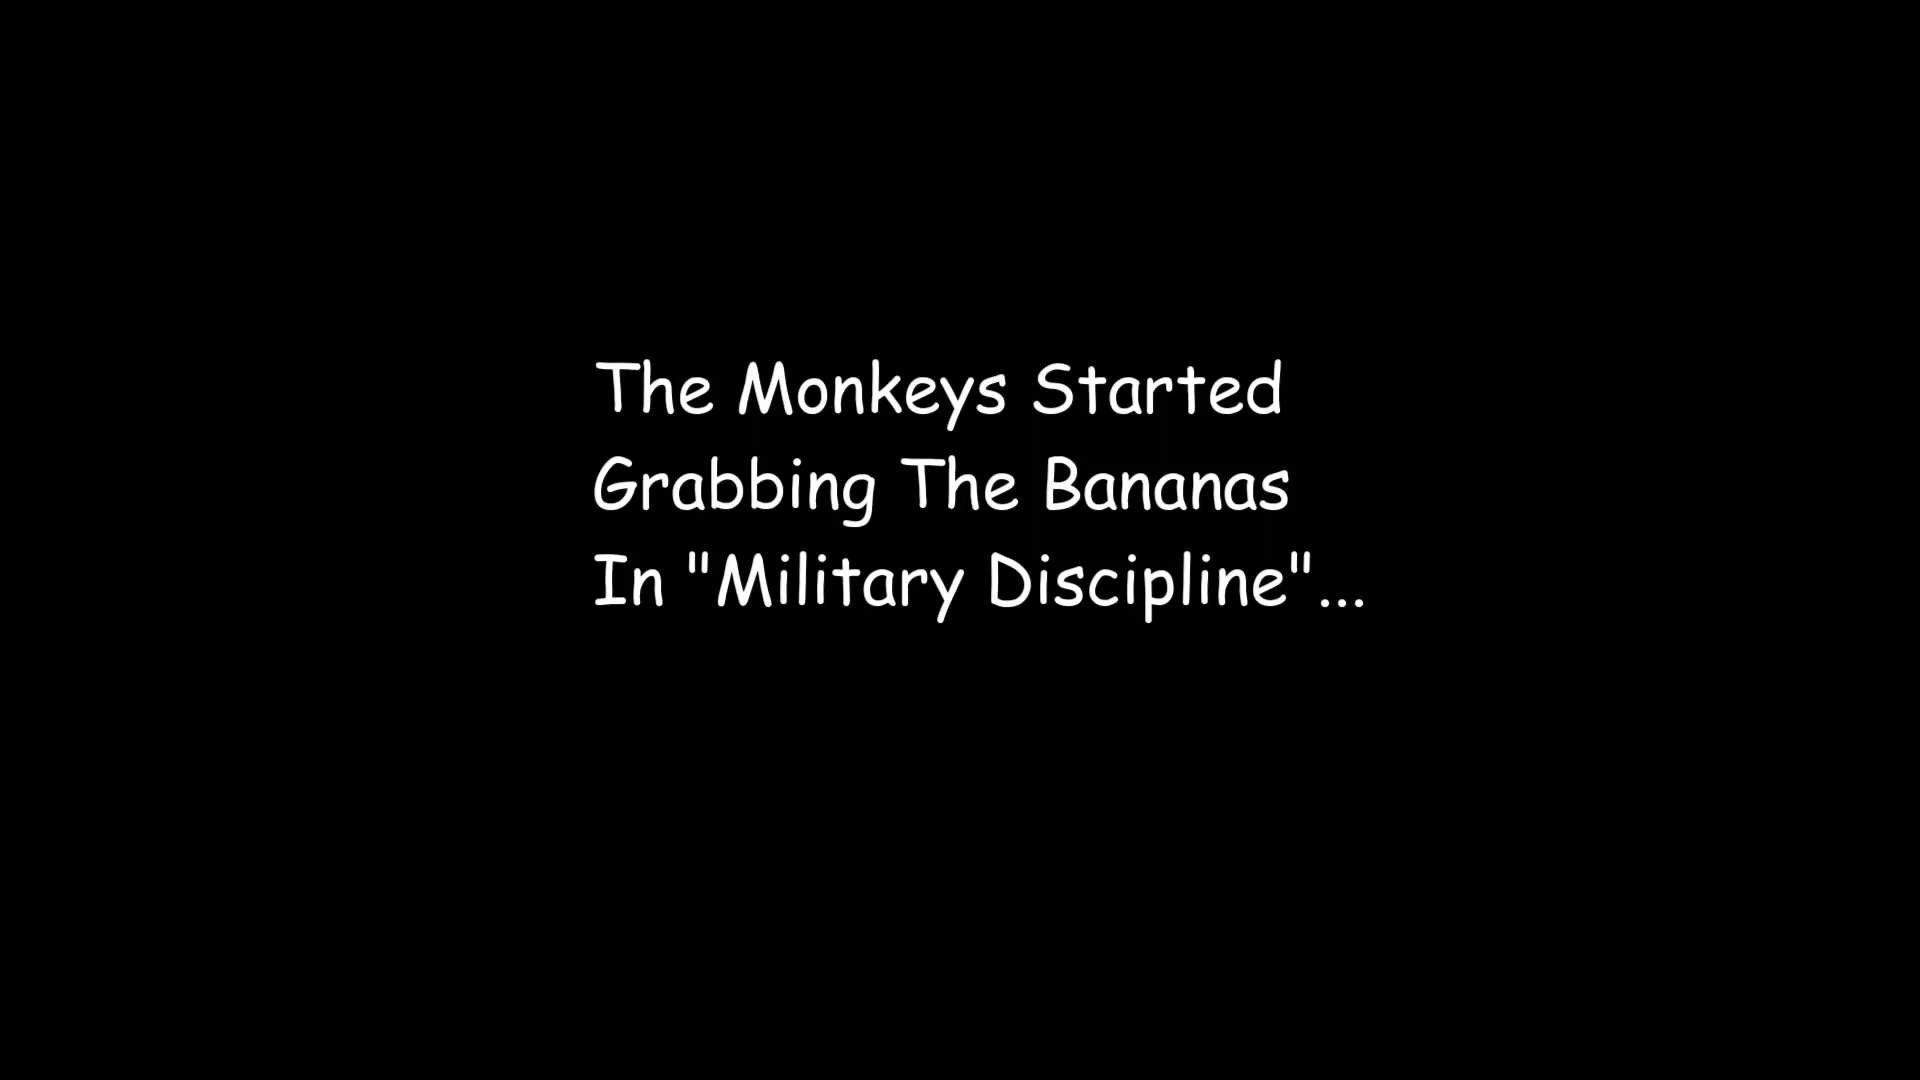 The Monkeys Started
Grabbing The Bananas
In "Military Discipline"...